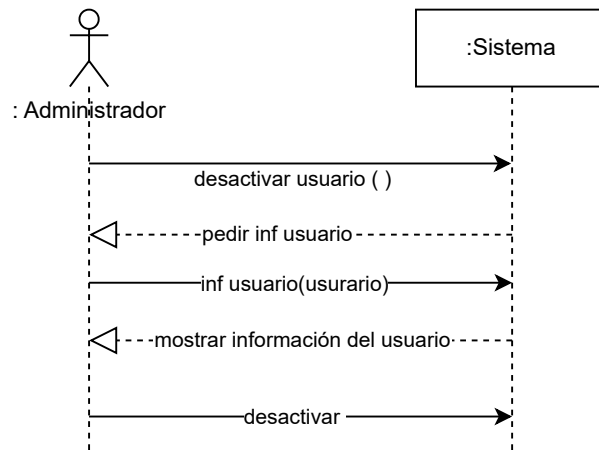 :Sistema
: Administrador
desactivar usuario ( )
pedir inf usuario
inf usuario(usurario)
mostrar información del usuario
desactivar